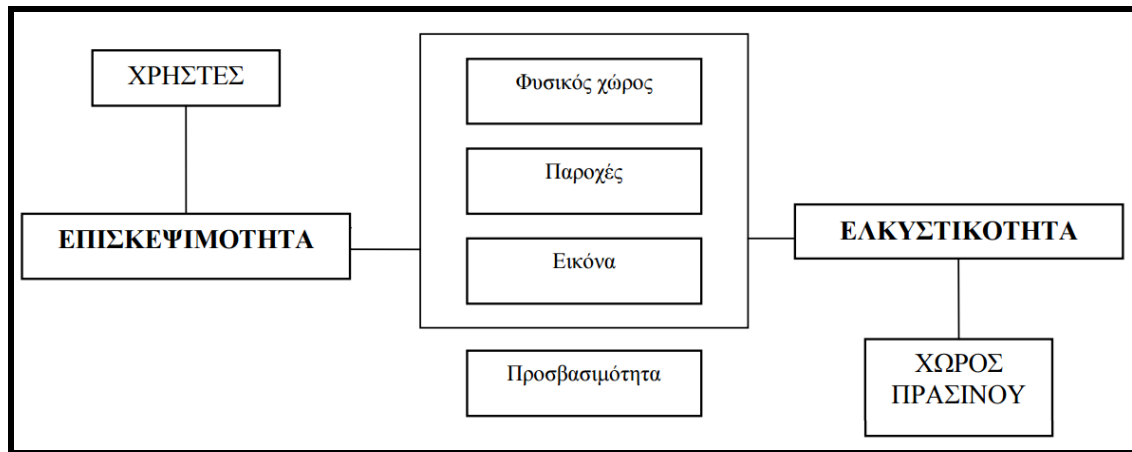 ΧΡΗΣΤΕΣ
ΕΠΙΣΚΕΨΙΜΟΤΗΤΑ
Φυσικός χώρος
Παροχές
Εικόνα
Προσβασιμότητα
ΕΛΚΥΣΤΙΚΟΤΗΤΑ
ΧΩΡΟΣ
ΠΡΑΣΙΝΟΥ